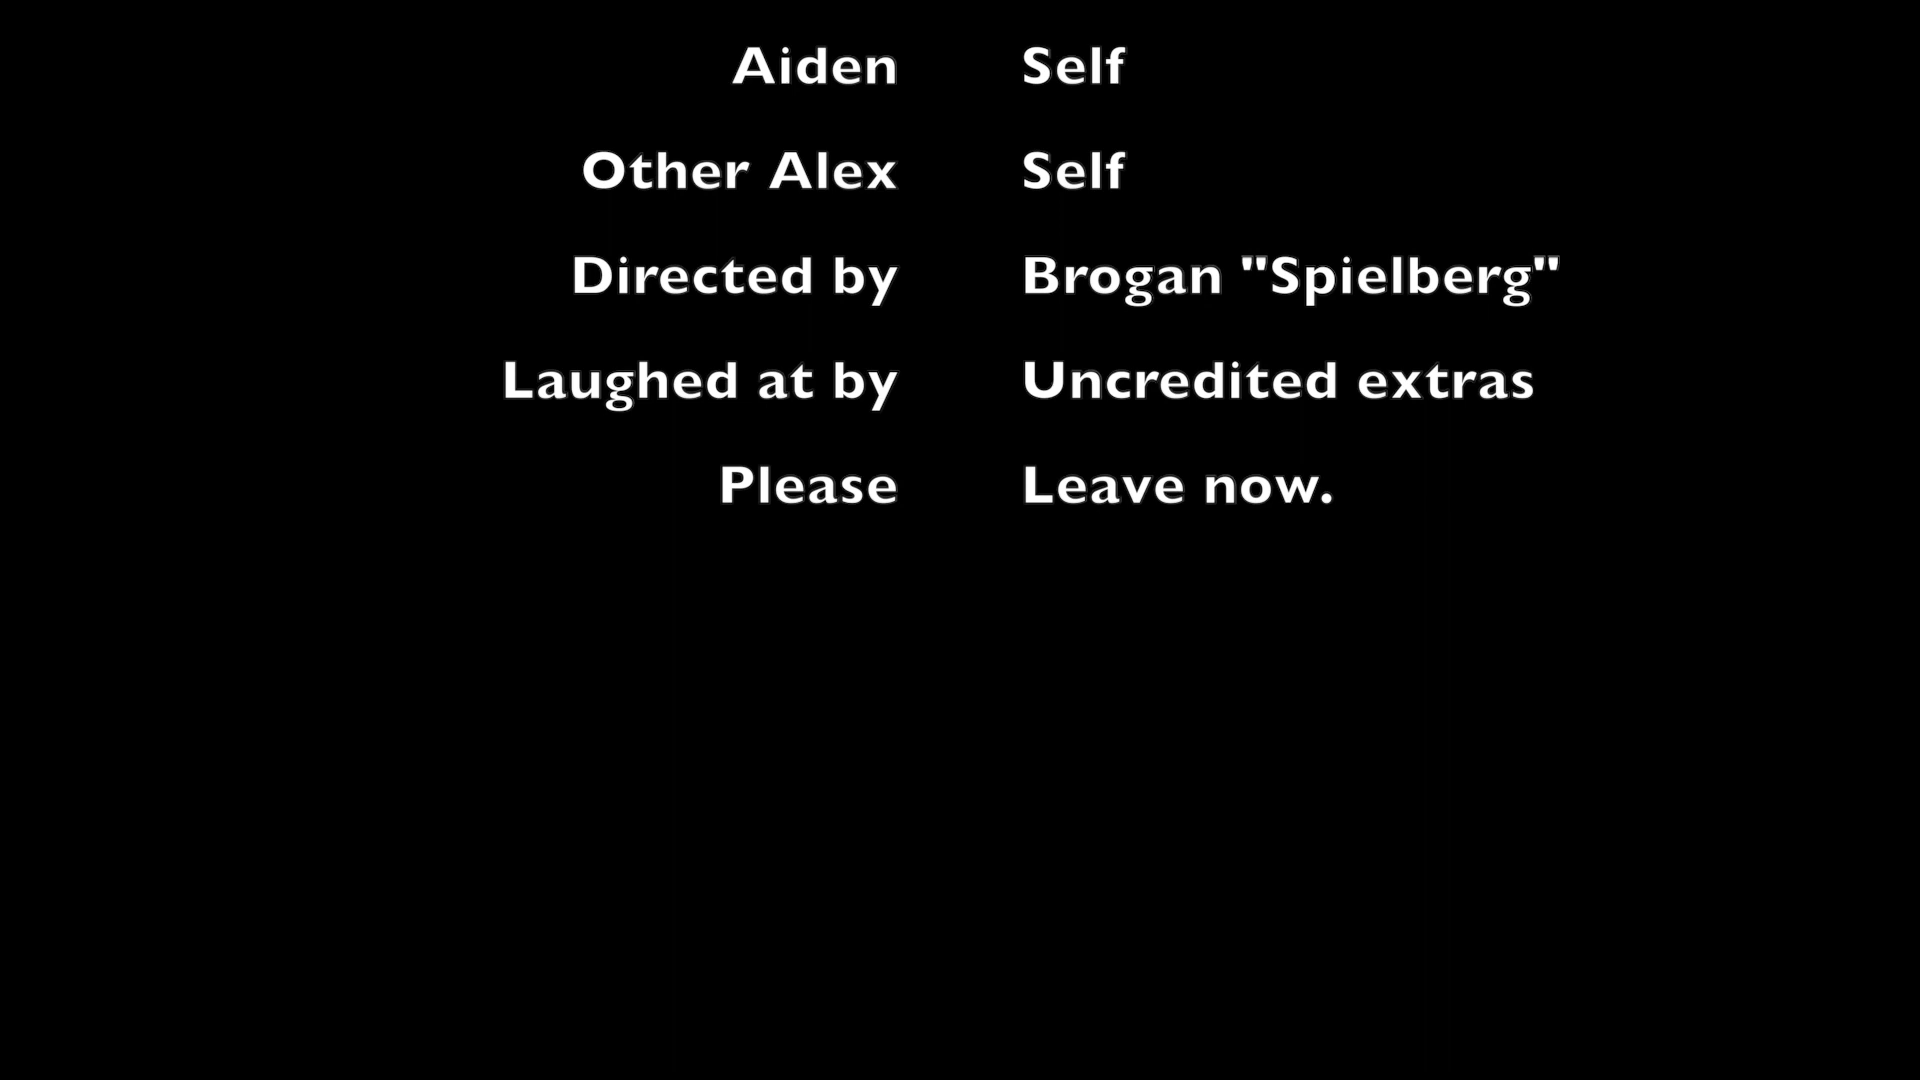 Aiden Self
Other Alex Self
Directed by Brogan "Spielberg"
Laughed at by Uncredited extras
Please Leave now.